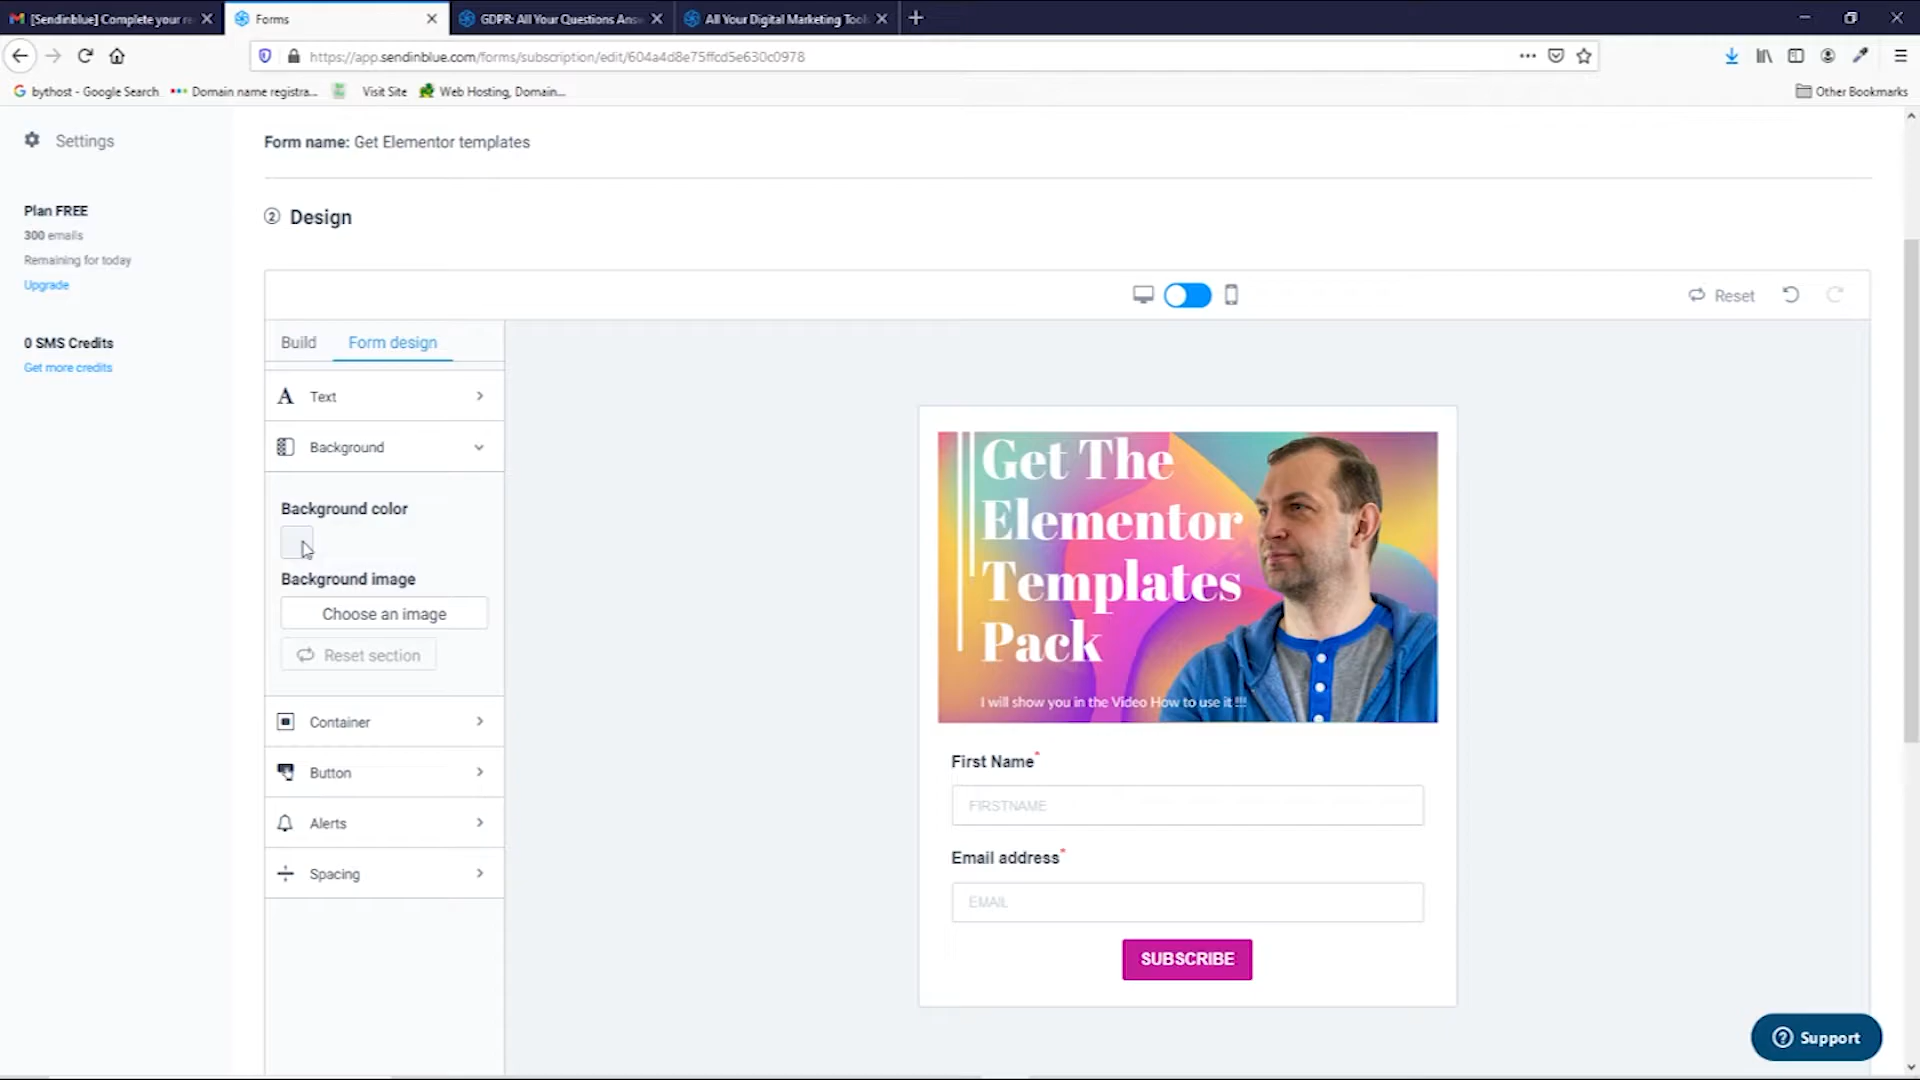 [Sendinblue] Complete your re
Forms
GDPR: All Your Questions Ans
All Your Digital Marketing Tool
https://app.sendinblue.com/forms/subscription/edit/604a4d8e75ffcd5e630c0978
bythost - Google Search
Domain name registra...
Visit Site
Web Hosting, Domain...
Other Bookmarks
Settings
Plan FREE
300 emails
Remaining for today
Upgrade
0 SMS Credits
Get more credits
Form name: Get Elementor templates
2 Design
Reset
Build
Form design
Text
Background
Background color
Background image
Choose an image
Reset section
Container
Button
Alerts
Spacing
Get The
Elementor
Templates
Pack
I will show you in the Video How to use it !!!
First Name*
FIRSTNAME
Email address*
EMAIL
SUBSCRIBE
Support